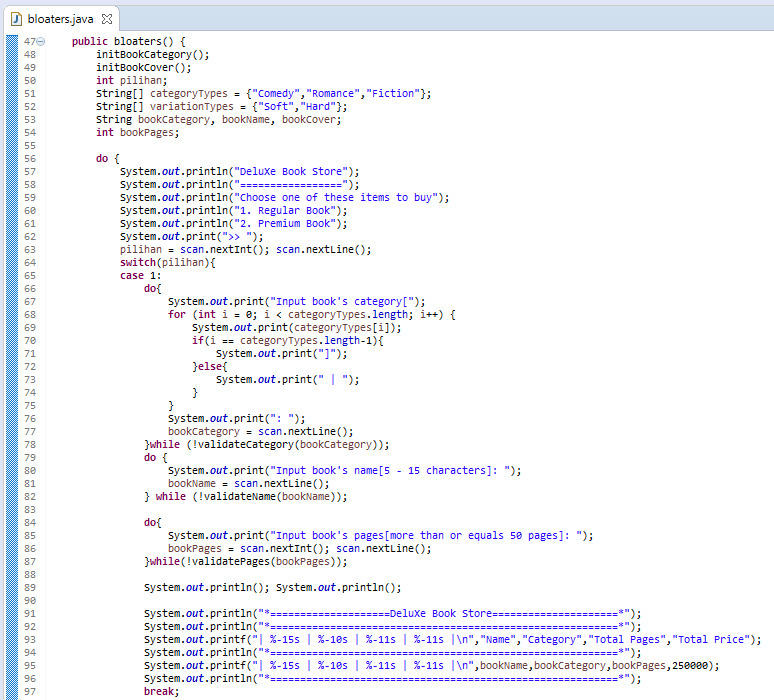 bloaters.java
47 public bloaters() {
48 initBookCategory();
49 initBookCover();
50 int pilihan;
51 String[] categoryTypes = {"Comedy","Romance","Fiction"};
52 String[] variationTypes = {"Soft","Hard"};
53 String bookCategory, bookName, bookCover;
54 int bookPages;
55
56 do {
57 System.out.println("DeluXe Book Store");
58 System.out.println("=================");
59 System.out.println("Choose one of these items to buy");
60 System.out.println("1. Regular Book");
61 System.out.println("2. Premium Book");
62 System.out.print(">> ");
63 pilihan = scan.nextInt(); scan.nextLine();
64 switch(pilihan){
65 case 1:
66 do{
67 System.out.print("Input book's category[");
68 for (int i = 0; i < categoryTypes.length; i++) {
69 System.out.print(categoryTypes[i]);
70 if(i == categoryTypes.length-1){
71 System.out.print("]");
72 }else{
73 System.out.print(" | ");
74 }
75 }
76 System.out.print(": ");
77 bookCategory = scan.nextLine();
78 }while (!validateCategory(bookCategory));
79 do {
80 System.out.print("Input book's name[5 - 15 characters]: ");
81 bookName = scan.nextLine();
82 } while (!validateName(bookName));
83
84 do{
85 System.out.print("Input book's pages[more than or equals 50 pages]: ");
86 bookPages = scan.nextInt(); scan.nextLine();
87 }while(!validatePages(bookPages));
88
89 System.out.println(); System.out.println();
90
91 System.out.println("*====================DeluXe Book Store=====================*");
92 System.out.println("*==========================================================*");
93 System.out.printf("| %-15s | %-10s | %-11s | %-11s |\n","Name","Category","Total Pages","Total Price");
94 System.out.println("*==========================================================*");
95 System.out.printf("| %-15s | %-10s | %-11s | %-11s |\n",bookName,bookCategory,bookPages,250000);
96 System.out.println("*==========================================================*");
97 break;